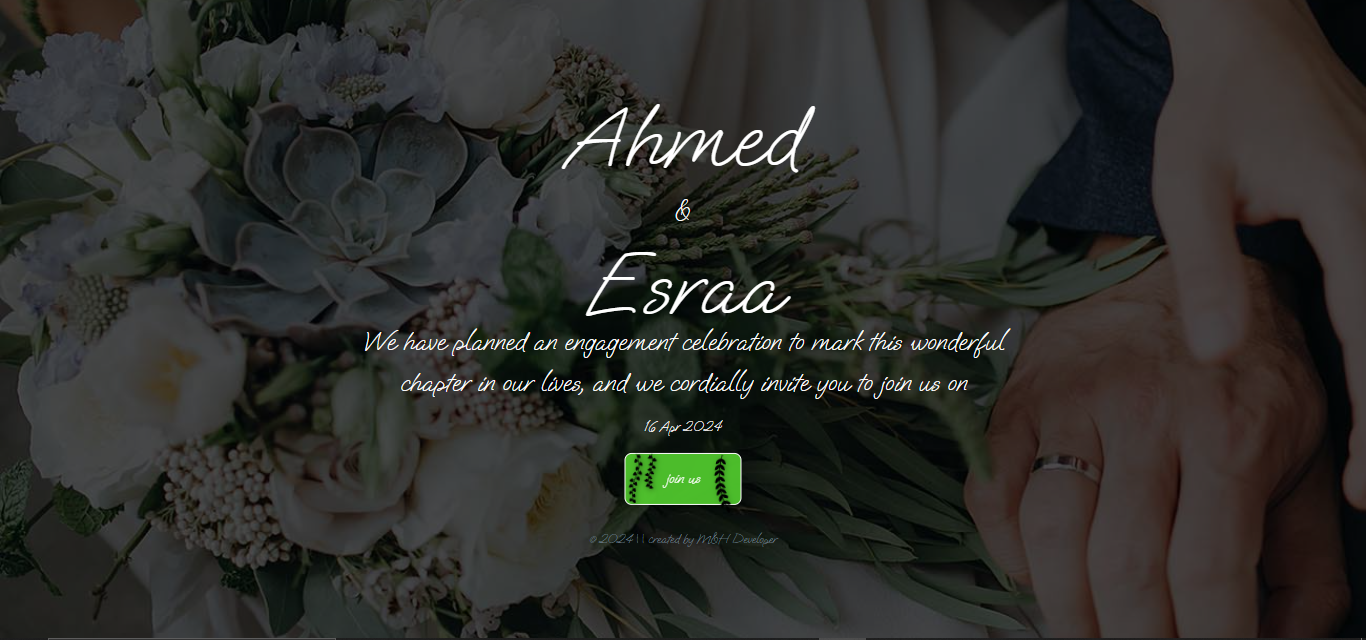 Ahmed
&
Esraa
We have planned an engagement celebration to mark this wonderful
chapter in our lives, and we cordially invite you to join us on
16 Apr 2024
join us
© 2024 || created by M&H Developer